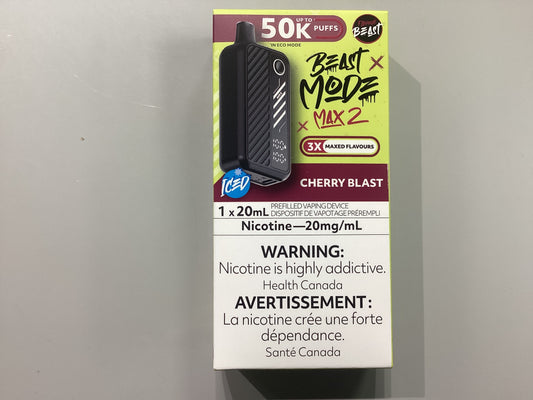 UP TO
50K PUFFS
IN ECO MODE
Flavour
BEAST
BEAST
MODE
MAX 2
3X MAXED FLAVOURS
ICED
CHERRY BLAST
1 x 20mL PREFILLED VAPING DEVICE
DISPOSITIF DE VAPOTAGE PRÉREMPLI
Nicotine—20mg/mL
WARNING:
Nicotine is highly addictive.
Health Canada
AVERTISSEMENT :
La nicotine crée une forte
dépendance.
Santé Canada